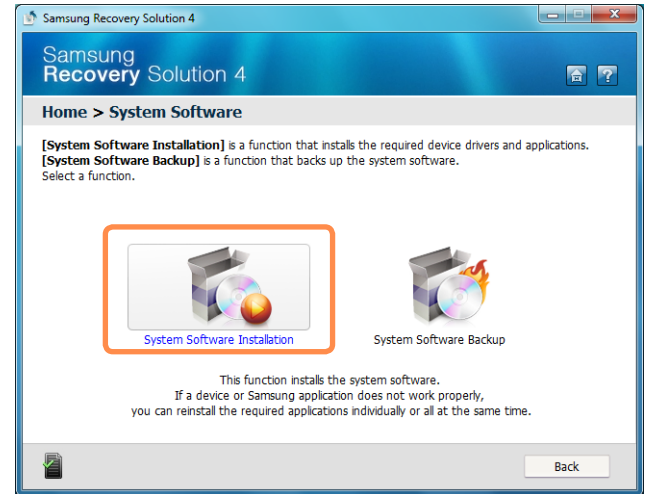 Samsung Recovery Solution 4
Samsung
Recovery Solution 4
?
Home > System Software
[System Software Installation] is a function that installs the required device drivers and applications.
[System Software Backup] is a function that backs up the system software.
Select a function.
System Software Installation
System Software Backup
This function installs the system software.
If a device or Samsung application does not work properly,
you can reinstall the required applications individually or all at the same time.
Back